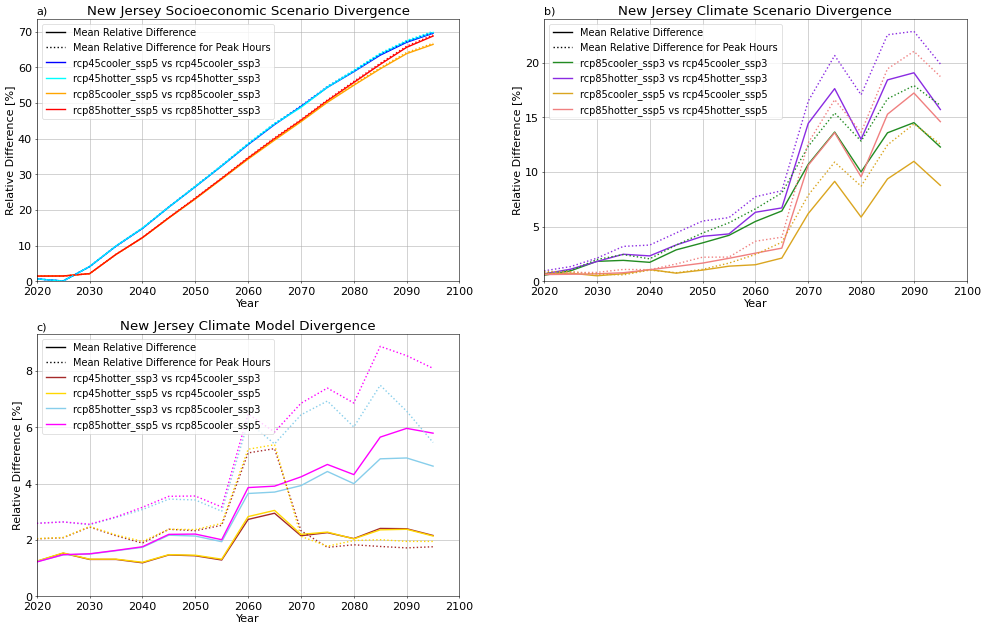 a)
New Jersey Socioeconomic Scenario Divergence
Relative Difference [%]
70
60
50
40
30
20
10
0
Mean Relative Difference
Mean Relative Difference for Peak Hours
rcp45cooler_ssp5 vs rcp45cooler_ssp3
rcp45hotter_ssp5 vs rcp45hotter_ssp3
rcp85cooler_ssp5 vs rcp85cooler_ssp3
rcp85hotter_ssp5 vs rcp85hotter_ssp3
2020 2030 2040 2050 2060 2070 2080 2090 2100
Year
b)
New Jersey Climate Scenario Divergence
Relative Difference [%]
20
15
10
5
0
Mean Relative Difference
Mean Relative Difference for Peak Hours
rcp85cooler_ssp3 vs rcp45cooler_ssp3
rcp85hotter_ssp3 vs rcp45hotter_ssp3
rcp85cooler_ssp5 vs rcp45cooler_ssp5
rcp85hotter_ssp5 vs rcp45hotter_ssp5
2020 2030 2040 2050 2060 2070 2080 2090 2100
Year
c)
New Jersey Climate Model Divergence
Relative Difference [%]
8
6
4
2
0
Mean Relative Difference
Mean Relative Difference for Peak Hours
rcp45hotter_ssp3 vs rcp45cooler_ssp3
rcp45hotter_ssp5 vs rcp45cooler_ssp5
rcp85hotter_ssp3 vs rcp85cooler_ssp3
rcp85hotter_ssp5 vs rcp85cooler_ssp5
2020 2030 2040 2050 2060 2070 2080 2090 2100
Year